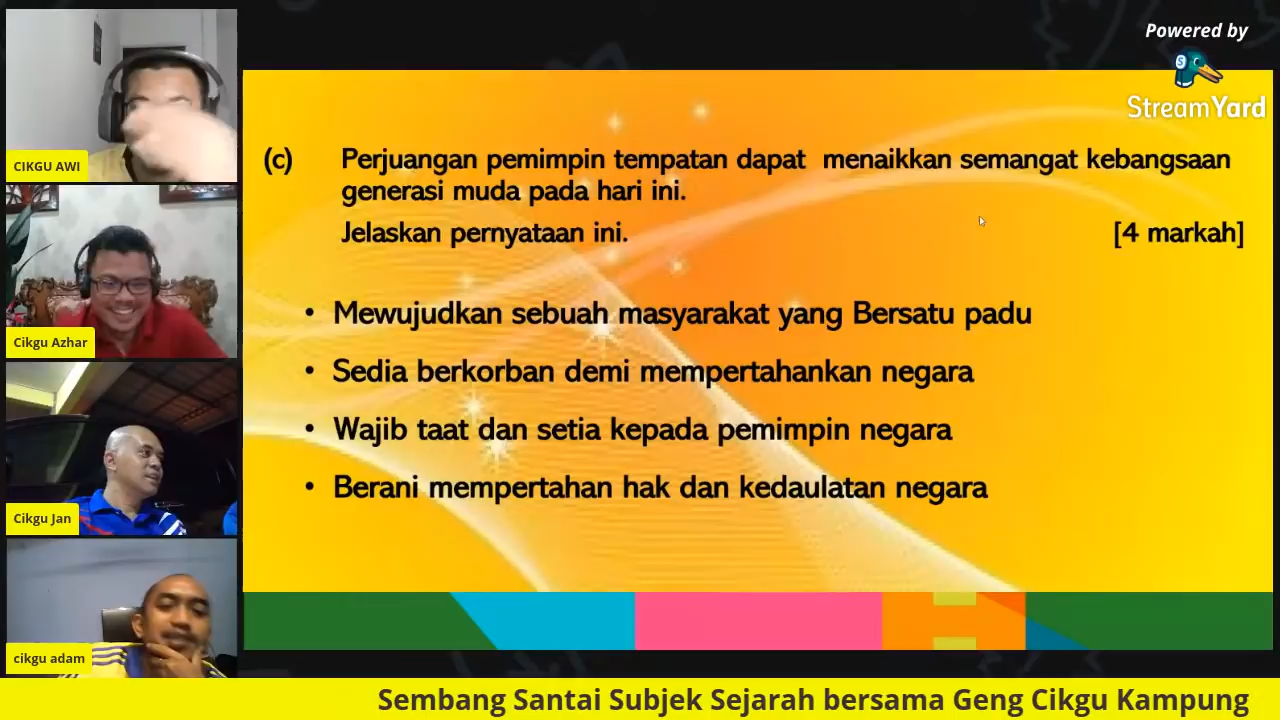 Powered by
StreamYard
CIKGU AWI
Cikgu Azhar
Cikgu Jan
cikgu adam
(c) Perjuangan pemimpin tempatan dapat menaikkan semangat kebangsaan
generasi muda pada hari ini.
Jelaskan pernyataan ini. [4 markah]
• Mewujudkan sebuah masyarakat yang Bersatu padu
• Sedia berkorban demi mempertahankan negara
• Wajib taat dan setia kepada pemimpin negara
• Berani mempertahan hak dan kedaulatan negara
Sembang Santai Subjek Sejarah bersama Geng Cikgu Kampung